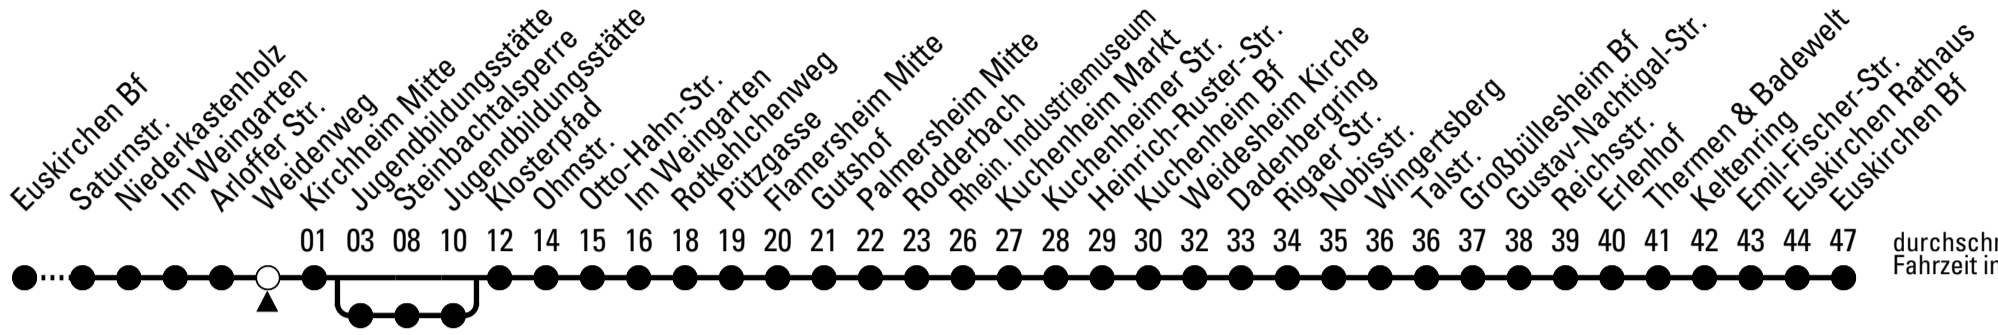 Euskirchen Bf
Saturnstr.
Niederkastenholz
Im Weingarten
Arloffer Str.
Weidenweg
Kirchheim Mitte
Jugendbildungsstätte
Steinbachtalsperre
Jugendbildungsstätte
Klosterpfad
Ohmstr.
Otto-Hahn-Str.
Im Weingarten
Rotkehlchenweg
Pützgasse
Flamersheim Mitte
Gutshof
Palmersheim Mitte
Rodderbach
Rhein. Industriemuseum
Kuchenheim Markt
Kuchenheimer Str.
Heinrich-Ruster-Str.
Kuchenheim Bf
Weidesheim Kirche
Dadenbergring
Rigaer Str.
Nobisstr.
Wingertsberg
Talstr.
Großbüllesheim Bf
Gustav-Nachtigal-Str.
Reichsstr.
Erlenhof
Thermen & Badewelt
Keltenring
Emil-Fischer-Str.
Euskirchen Rathaus
Euskirchen Bf
01 03 08 10 12 14 15 16 18 19 20 21 22 23 26 27 28 29 30 32 33 34 35 36 36 37 38 39 40 41 42 43 44 47
durchschn
Fahrzeit in